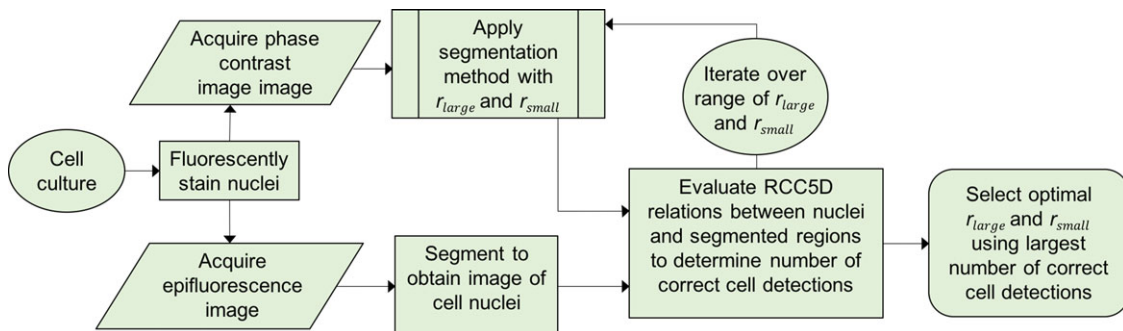 Acquire phase
contrast
image image
Apply
segmentation
method with
r_large and r_small
Iterate over
range of r_large
and r_small
Cell
culture
Fluorescently
stain nuclei
Evaluate RCC5D
relations between nuclei
and segmented regions
to determine number of
correct cell detections
Select optimal
r_large and r_small
using largest
number of correct
cell detections
Acquire
epifluorescence
image
Segment to
obtain image of
cell nuclei